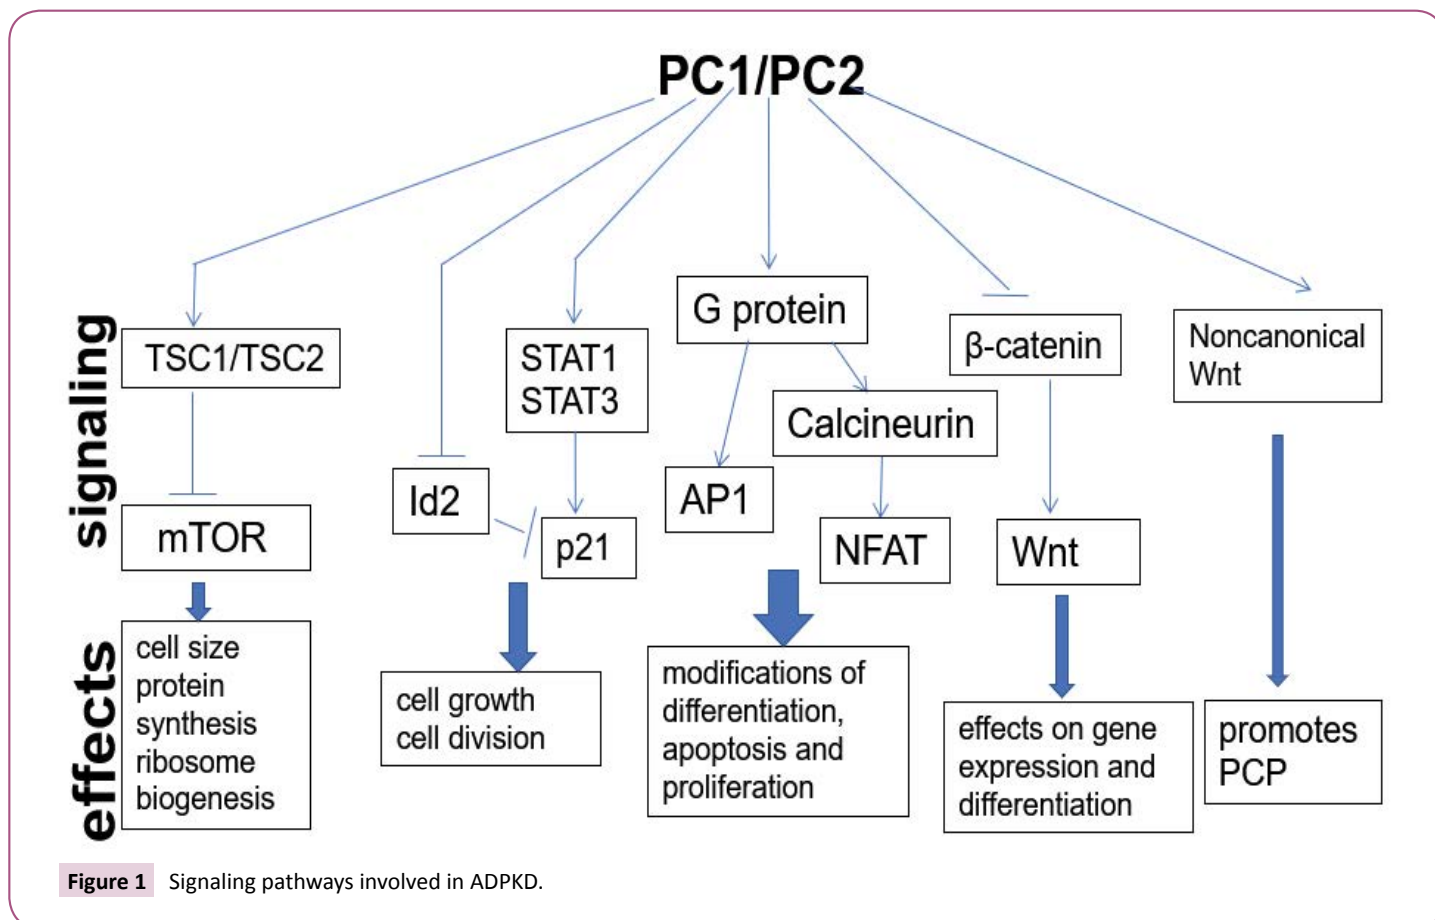 PC1/PC2
signaling
TSC1/TSC2
mTOR
Id2
STAT1
STAT3
p21
G protein
Calcineurin
AP1
NFAT
β-catenin
Wnt
Noncanonical
Wnt
effects
cell size
protein
synthesis
ribosome
biogenesis
cell growth
cell division
modifications of
differentiation,
apoptosis and
proliferation
effects on gene
expression and
differentiation
promotes
PCP
Figure 1 Signaling pathways involved in ADPKD.